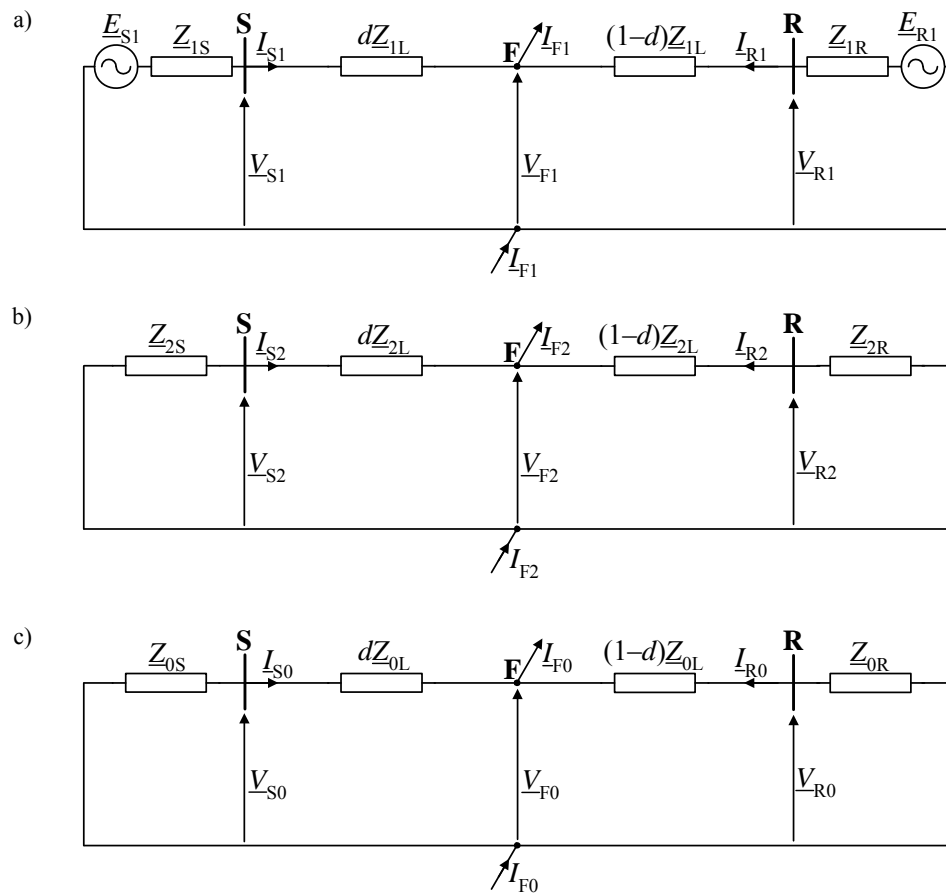 a)
E_S1 Z_1S S I_S1 dZ_1L F I_F1 (1–d)Z_1L I_R1 R Z_1R E_R1
V_S1 V_F1 V_R1
I_F1
b)
Z_2S S I_S2 dZ_2L F I_F2 (1–d)Z_2L I_R2 R Z_2R
V_S2 V_F2 V_R2
I_F2
c)
Z_0S S I_S0 dZ_0L F I_F0 (1–d)Z_0L I_R0 R Z_0R
V_S0 V_F0 V_R0
I_F0